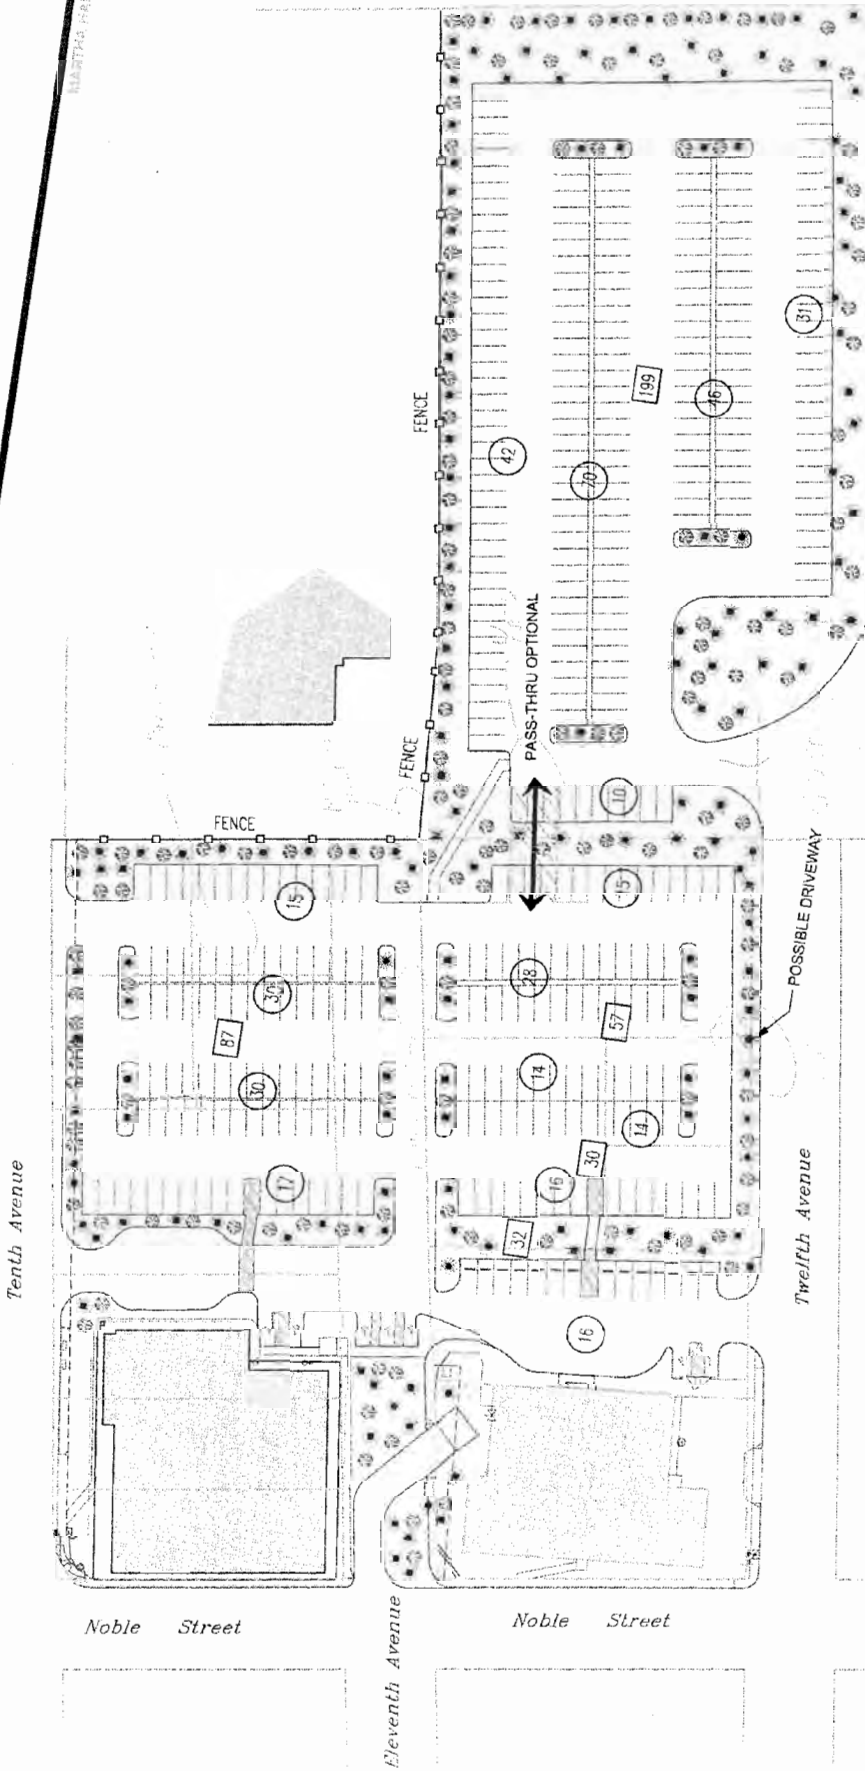 FENCE
31
199
46
42
70
PASS-THRU OPTIONAL
FENCE
FENCE
10
15
15
POSSIBLE DRIVEWAY
30
28
87
57
30
14
14
Tenth Avenue
17
16
30
32
Twelfth Avenue
16
Noble Street
Noble Street
Eleventh Avenue